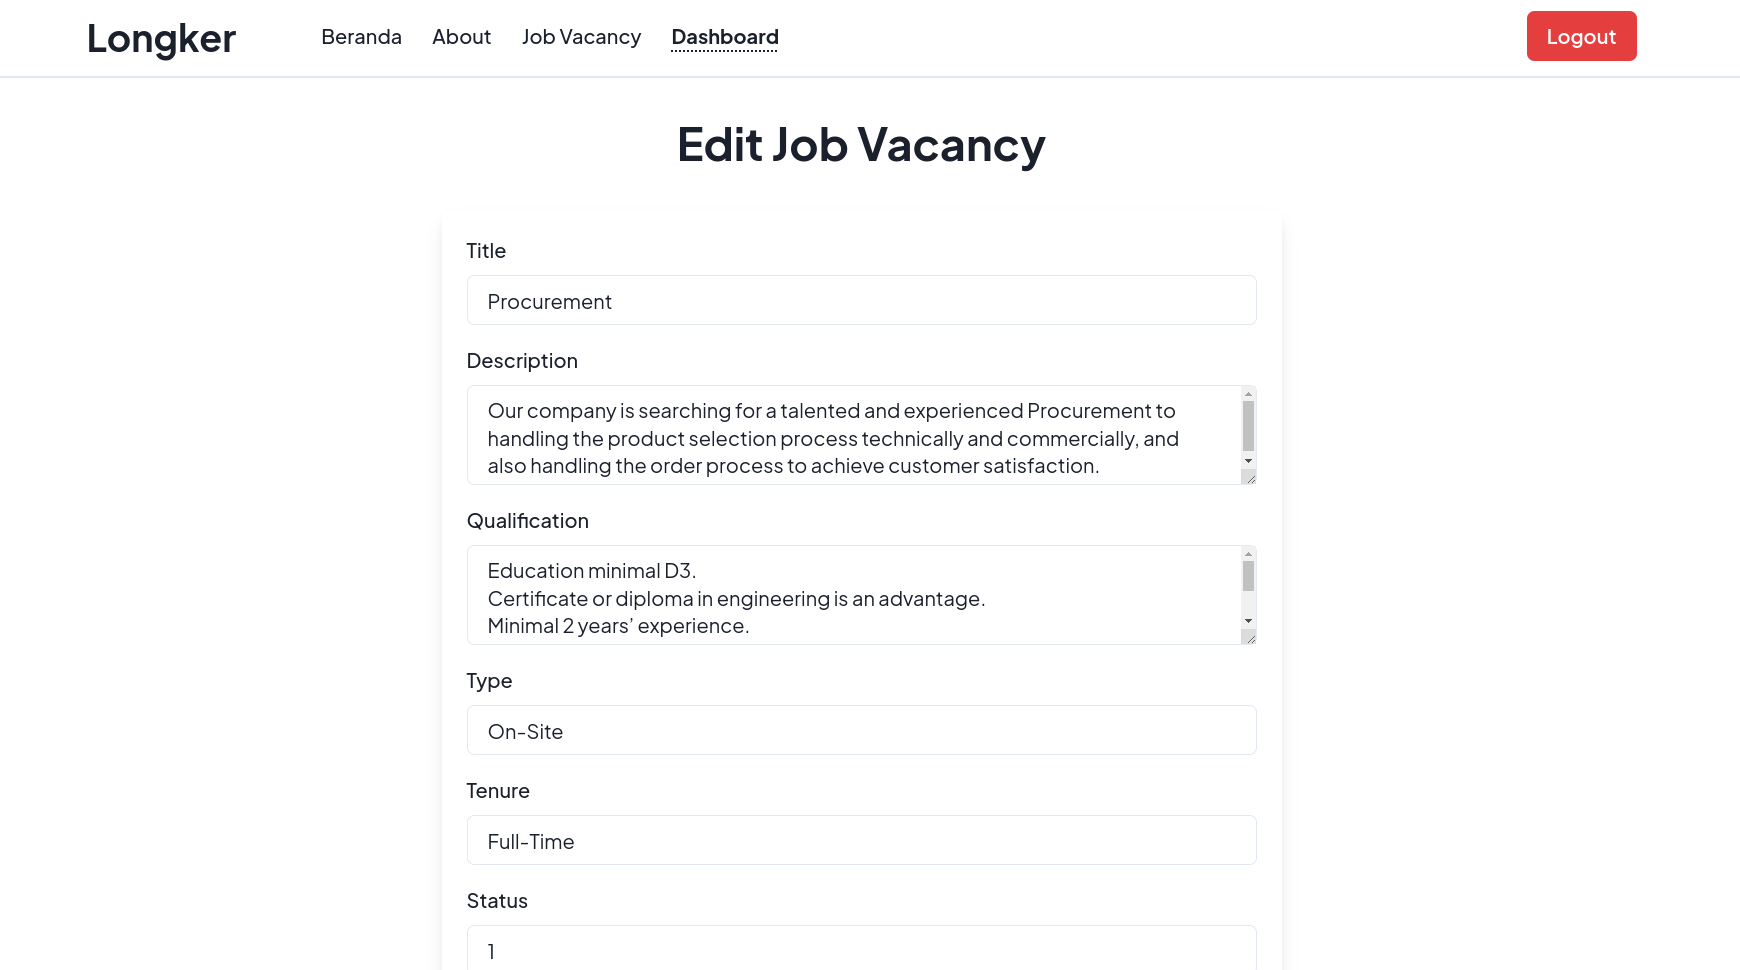 Longker
Beranda
About
Job Vacancy
Dashboard
Logout
Edit Job Vacancy
Title
Procurement
Description
Our company is searching for a talented and experienced Procurement to
handling the product selection process technically and commercially, and
also handling the order process to achieve customer satisfaction.
Qualification
Education minimal D3.
Certificate or diploma in engineering is an advantage.
Minimal 2 years’ experience.
Type
On-Site
Tenure
Full-Time
Status
1